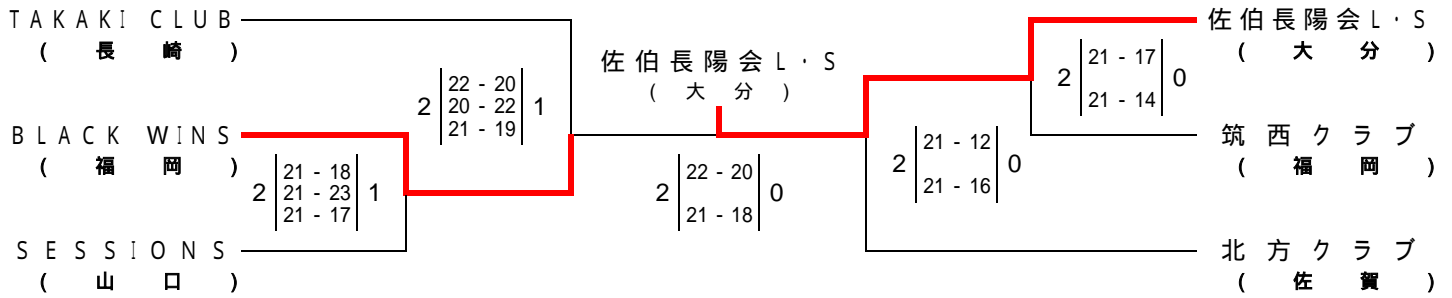 TAKAKI CLUB
(長崎)
22 - 20
2 20 - 22 1
21 - 19
BLACK WINS
(福岡)
21 - 18
2 21 - 23 1
21 - 17
SESSIONS
(山口)
佐伯長陽会L・S
(大分)
22 - 20
2 0
21 - 18
佐伯長陽会L・S
(大分)
21 - 17
2 0
21 - 14
筑西クラブ
(福岡)
21 - 12
2 0
21 - 16
北方クラブ
(佐賀)